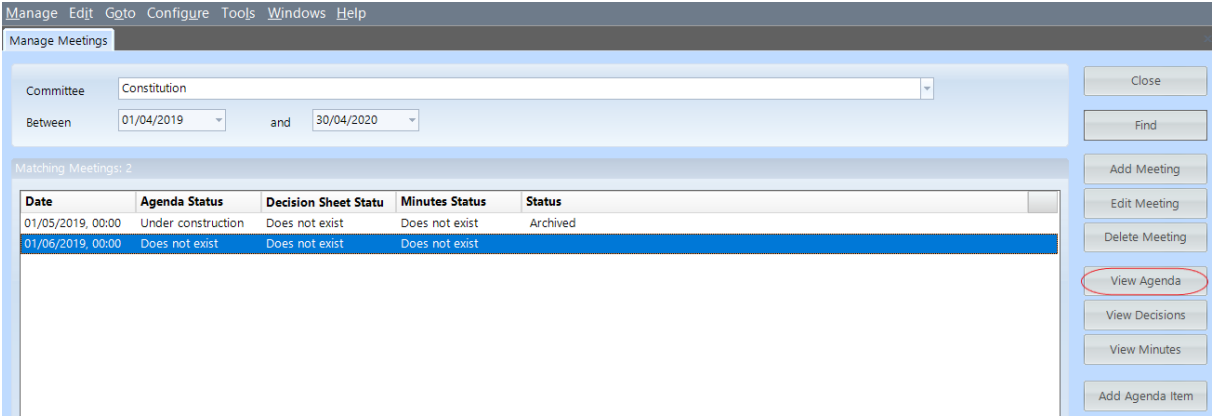 Manage Edit Goto Configure Tools Windows Help
Manage Meetings
Committee Constitution
Between 01/04/2019 and 30/04/2020
Close
Find
Matching Meetings: 2
Add Meeting
Date Agenda Status Decision Sheet Statu Minutes Status Status
Edit Meeting
01/05/2019, 00:00 Under construction Does not exist Does not exist Archived
01/06/2019, 00:00 Does not exist Does not exist Does not exist
Delete Meeting
View Agenda
View Decisions
View Minutes
Add Agenda Item